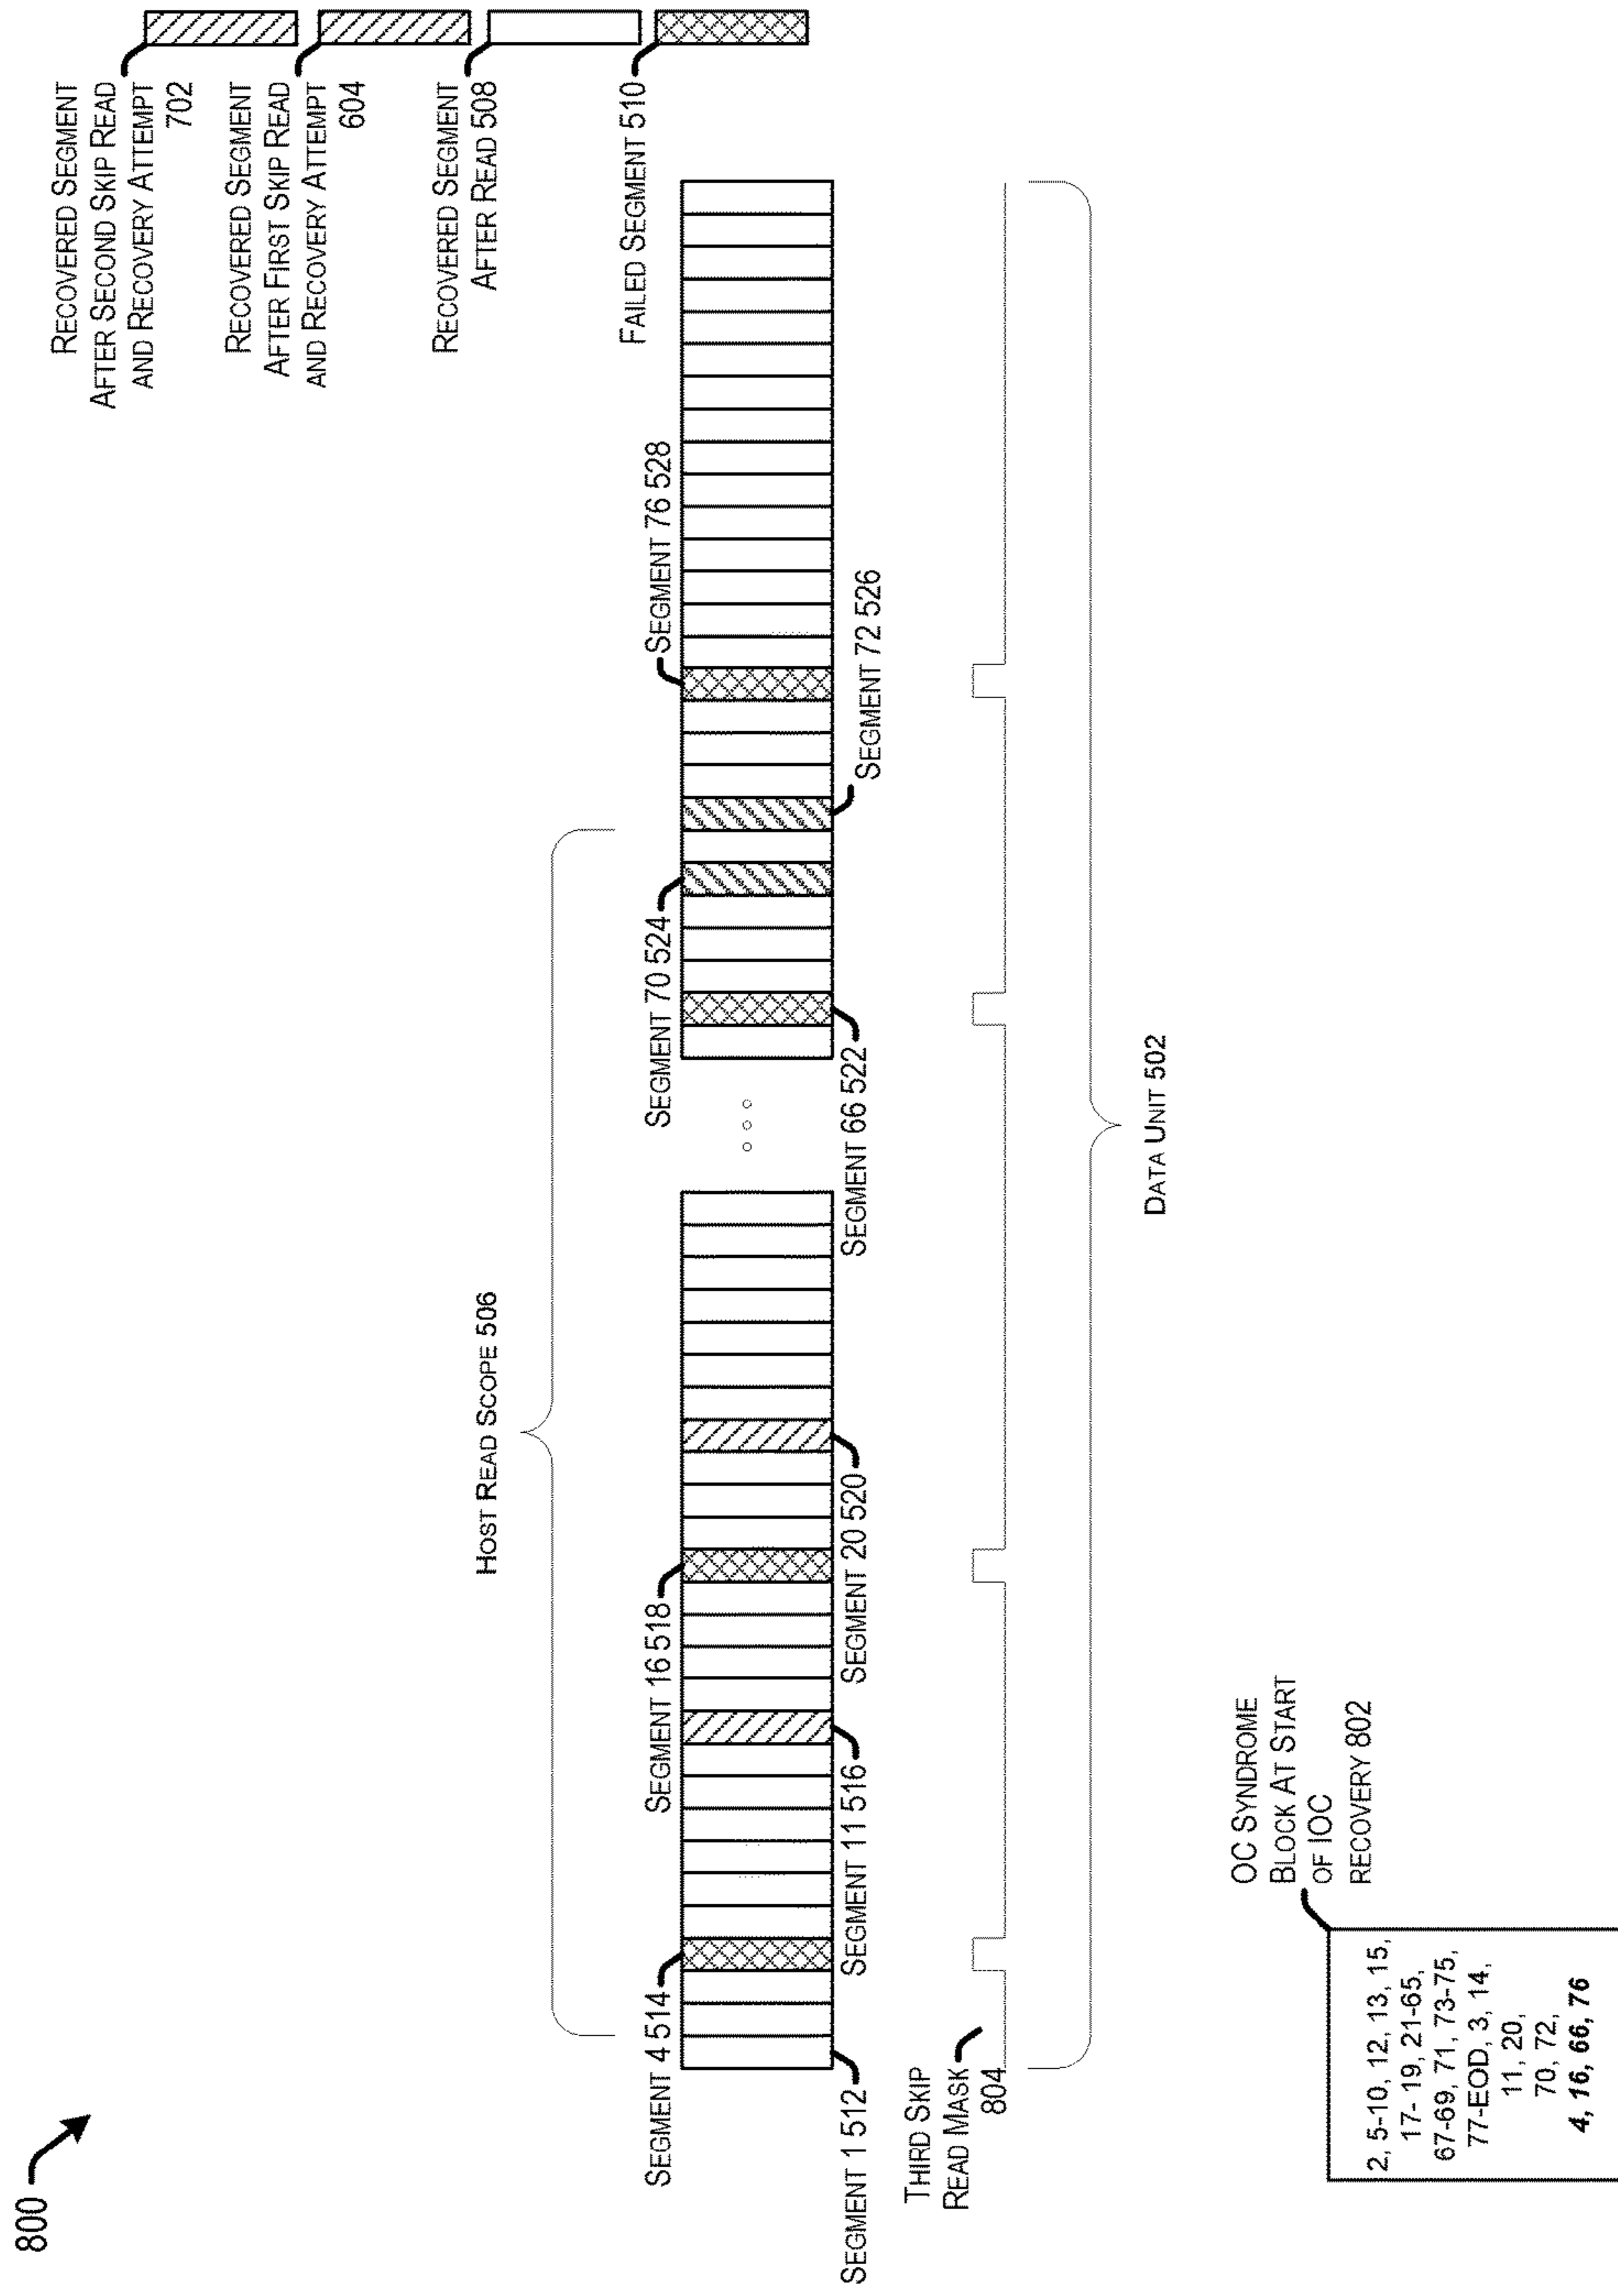 800
RECOVERED SEGMENT
AFTER SECOND SKIP READ
AND RECOVERY ATTEMPT
702
RECOVERED SEGMENT
AFTER FIRST SKIP READ
AND RECOVERY ATTEMPT
604
RECOVERED SEGMENT
AFTER READ 508
FAILED SEGMENT 510
HOST READ SCOPE 506
SEGMENT 4 514
SEGMENT 16 518
SEGMENT 70 524
SEGMENT 76 528
SEGMENT 1 512
SEGMENT 11 516
SEGMENT 20 520
SEGMENT 66 522
SEGMENT 72 526
THIRD SKIP
READ MASK
804
DATA UNIT 502
OC SYNDROME
BLOCK AT START
OF IOC
RECOVERY 802
2, 5-10, 12, 13, 15,
17- 19, 21-65,
67-69, 71, 73-75,
77-EOD, 3, 14,
11, 20,
70, 72,
4, 16, 66, 76